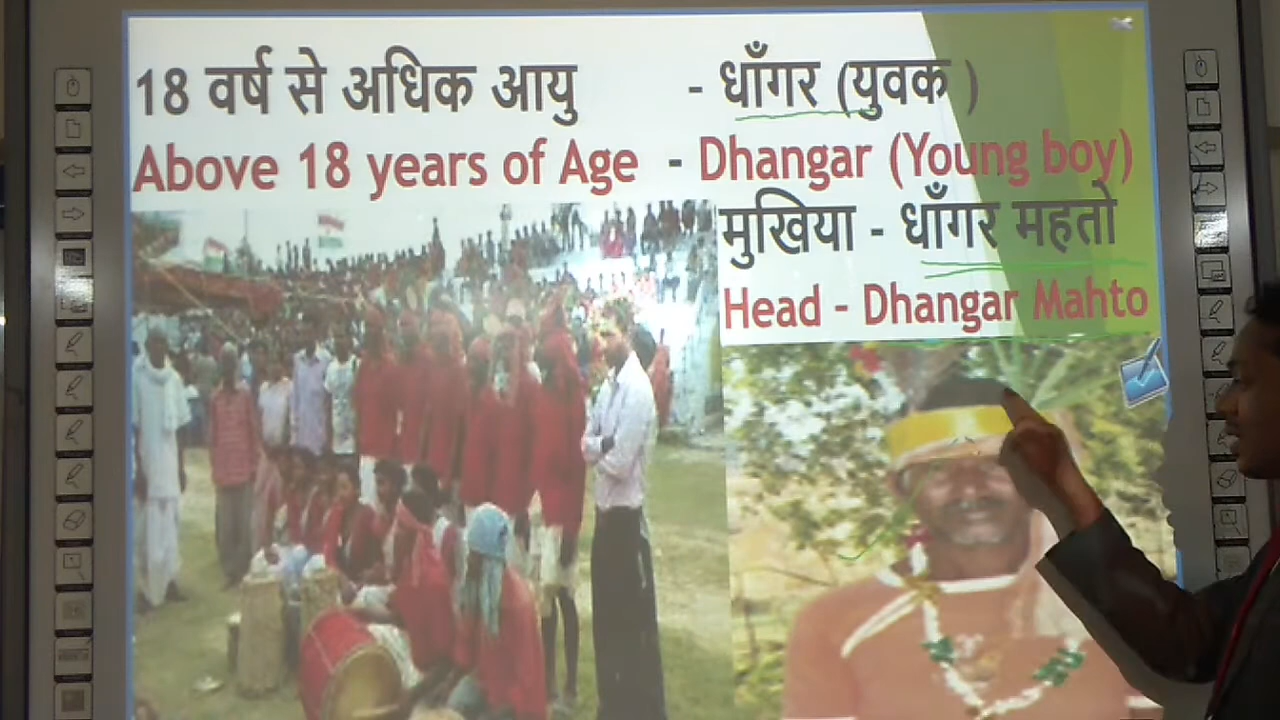 18 वर्ष से अधिक आयु - धाँगर (युवक )
Above 18 years of Age - Dhangar (Young boy)
मुखिया - धाँगर महतो
Head - Dhangar Mahto